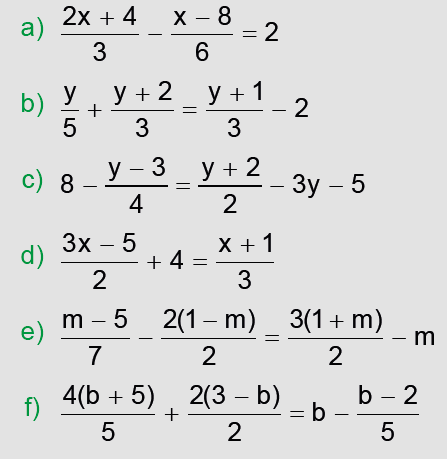 a) (2x + 4)/3 − (x − 8)/6 = 2
b) y/5 + (y + 2)/3 = (y + 1)/3 − 2
c) 8 − (y − 3)/4 = (y + 2)/2 − 3y − 5
d) (3x − 5)/2 + 4 = (x + 1)/3
e) (m − 5)/7 − 2(1 − m)/2 = 3(1 + m)/2 − m
f) 4(b + 5)/5 + 2(3 − b)/2 = b − (b − 2)/5